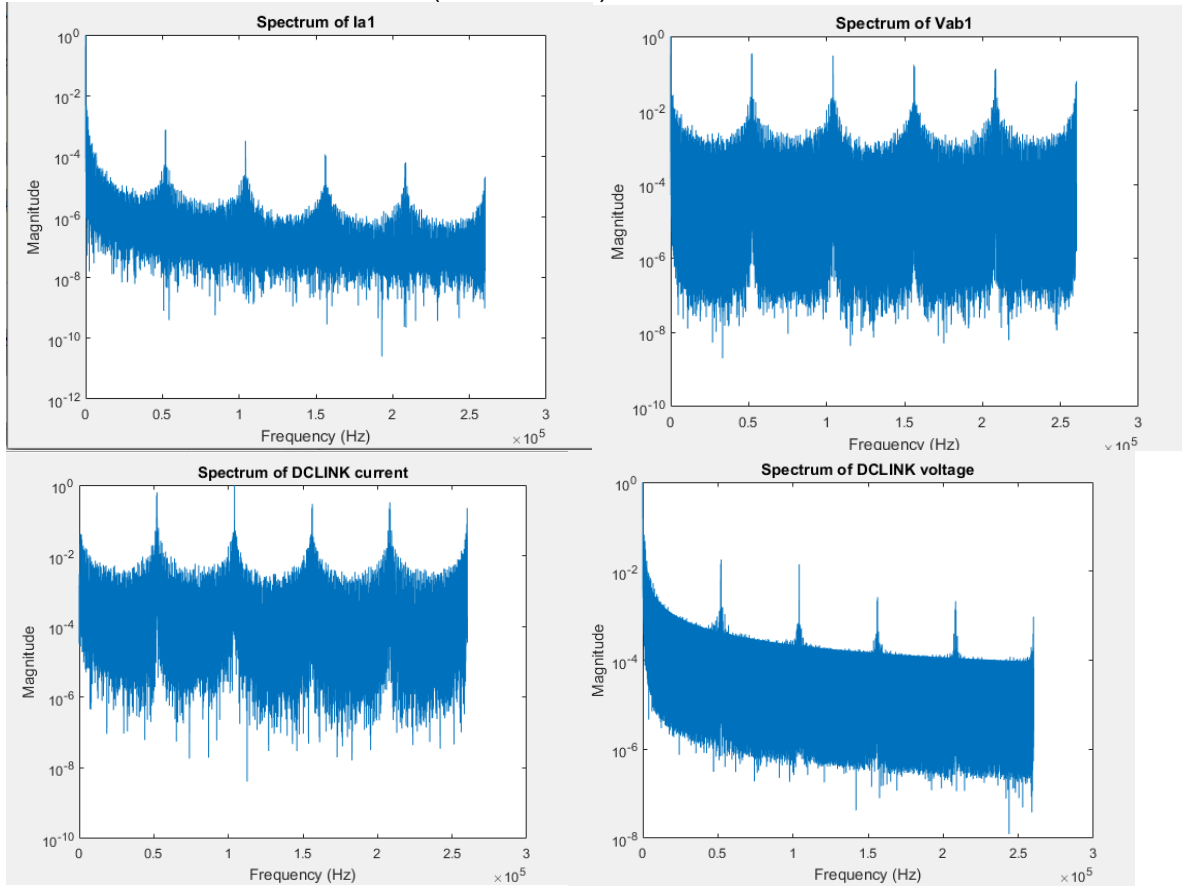 Spectrum of Ia1
Magnitude
10^0
10^-2
10^-4
10^-6
10^-8
10^-10
10^-12
0 0.5 1 1.5 2 2.5 3
Frequency (Hz)
× 10^5
Spectrum of Vab1
Magnitude
10^0
10^-2
10^-4
10^-6
10^-8
10^-10
0 0.5 1 1.5 2 2.5 3
Frequency (Hz)
× 10^5
Spectrum of DCLINK current
Magnitude
10^0
10^-2
10^-4
10^-6
10^-8
10^-10
0 0.5 1 1.5 2 2.5 3
Frequency (Hz)
× 10^5
Spectrum of DCLINK voltage
Magnitude
10^0
10^-2
10^-4
10^-6
10^-8
0 0.5 1 1.5 2 2.5 3
Frequency (Hz)
× 10^5